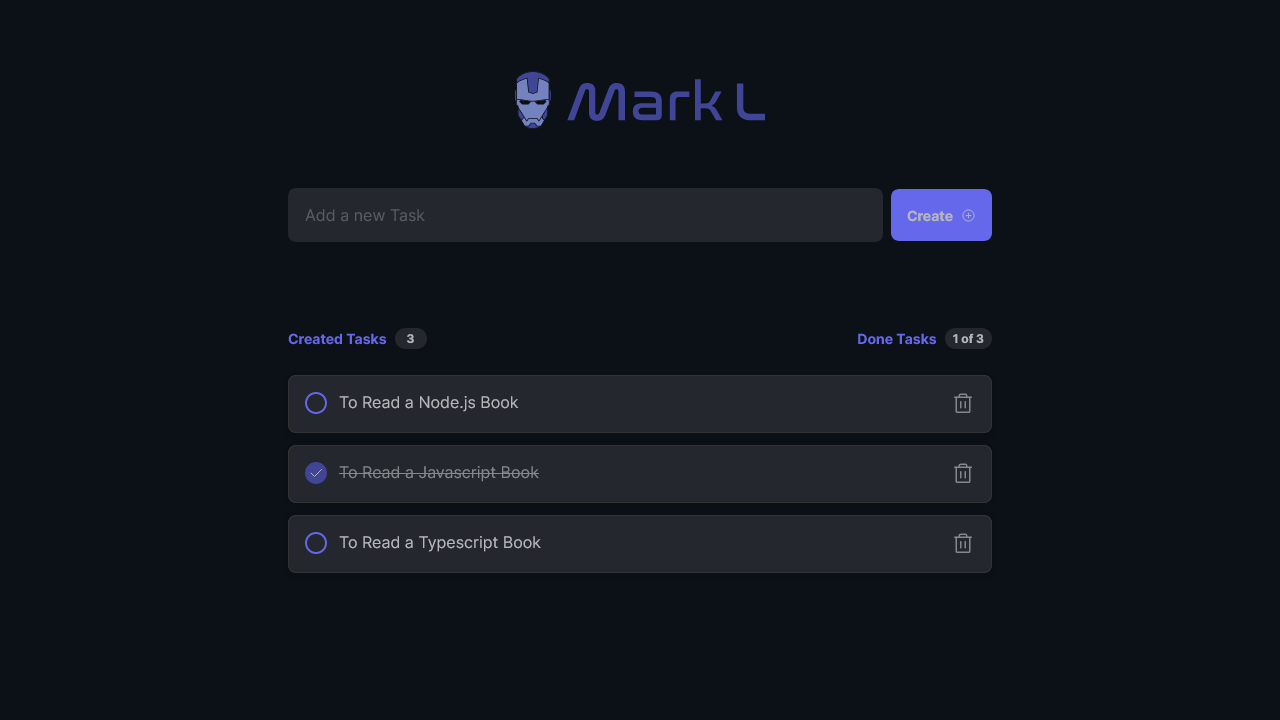 Mark L
Add a new Task
Create
Created Tasks 3
Done Tasks 1 of 3
To Read a Node.js Book
To Read a Javascript Book
To Read a Typescript Book